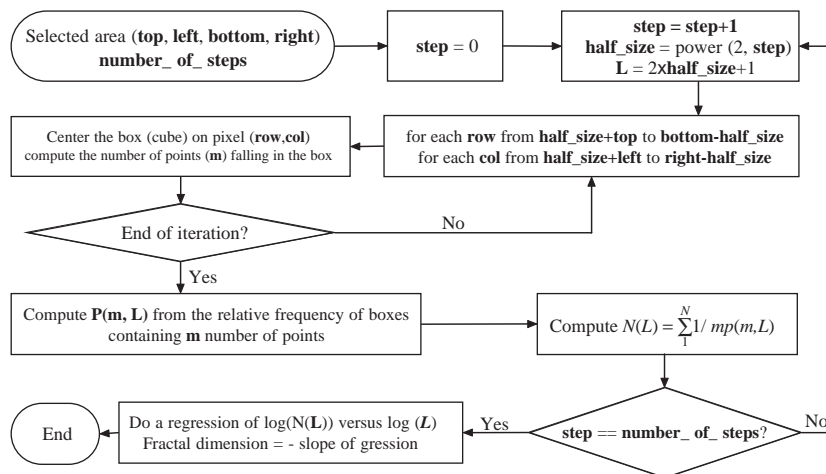 Selected area (top, left, bottom, right)
number_ of_ steps
step = 0
step = step+1
half_size = power (2, step)
L = 2×half_size+1
for each row from half_size+top to bottom-half_size
for each col from half_size+left to right-half_size
Center the box (cube) on pixel (row,col)
compute the number of points (m) falling in the box
End of iteration?
No
Yes
Compute P(m, L) from the relative frequency of boxes
containing m number of points
Compute N(L) = N∑1 1/ mp(m,L)
step == number_ of_ steps?
No
Yes
Do a regression of log(N(L)) versus log (L)
Fractal dimension = - slope of gression
End